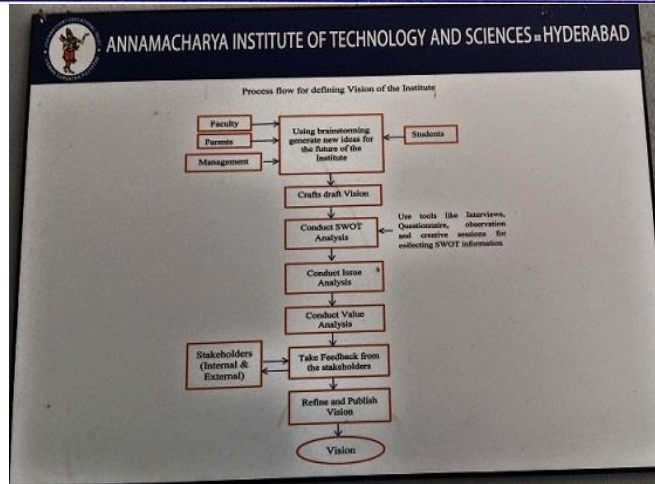 ANNAMACHARYA INSTITUTE OF TECHNOLOGY AND SCIENCES = HYDERABAD
Process flow for defining Vision of the Institute
Faculty
Parents
Management
Using brainstorming
generate new ideas for
the future of the
Institute
Students
Crafts draft Vision
Conduct SWOT
Analysis
Use tools like Interviews,
Questionnaire, observation
and creative sessions for
collecting SWOT information
Conduct Issue
Analysis
Conduct Value
Analysis
Stakeholders
(Internal &
External)
Take Feedback from
the stakeholders
Refine and Publish
Vision
Vision